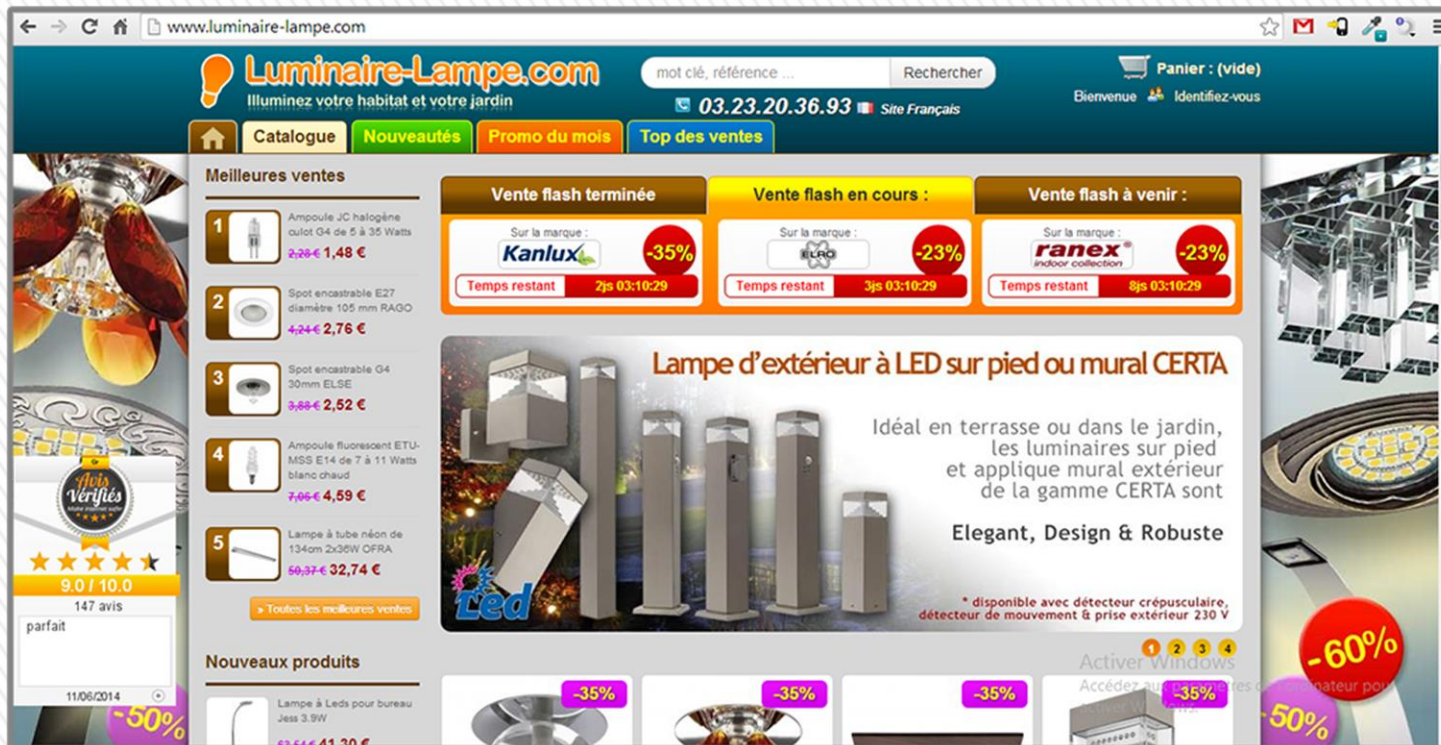 www.luminaire-lampe.com
Luminaire-Lampe.com
Illuminez votre habitat et votre jardin
mot clé, référence ...
Rechercher
03.23.20.36.93 Site Français
Panier : (vide)
Bienvenue Identifiez-vous
Catalogue
Nouveautés
Promo du mois
Top des ventes
Meilleures ventes
1
Ampoule JC halogène
culot G4 de 5 à 35 Watts
2,28 € 1,48 €
2
Spot encastrable E27
diamètre 105 mm RAGO
4,24 € 2,76 €
3
Spot encastrable G4
30mm ELSE
3,88 € 2,52 €
4
Ampoule fluorescent ETU-
MSS E14 de 7 à 11 Watts
blanc chaud
7,06 € 4,59 €
5
Lampe à tube néon de
134cm 2x36W OFRA
50,37 € 32,74 €
» Toutes les meilleures ventes
Nouveaux produits
Lampe à Leds pour bureau
Jess 3.9W
63,54 € 41,30 €
Vente flash terminée
Sur la marque :
Kanlux
-35%
Temps restant 2js 03:10:29
Vente flash en cours :
Sur la marque :
ELRO
-23%
Temps restant 3js 03:10:29
Vente flash à venir :
Sur la marque :
ranex®
indoor collection
-23%
Temps restant 8js 03:10:29
Lampe d'extérieur à LED sur pied ou mural CERTA
Idéal en terrasse ou dans le jardin,
les luminaires sur pied
et applique mural extérieur
de la gamme CERTA sont
Elegant, Design & Robuste
Led
* disponible avec détecteur crépusculaire,
détecteur de mouvement & prise extérieur 230 V
1 2 3 4
-35%
-35%
-35%
-35%
Activer Windows
Accédez aux paramètres de l'ordinateur pour
activer Windows.
Avis
Vérifiés
9.0 / 10.0
147 avis
parfait
11/06/2014
-50%
-60%
-50%